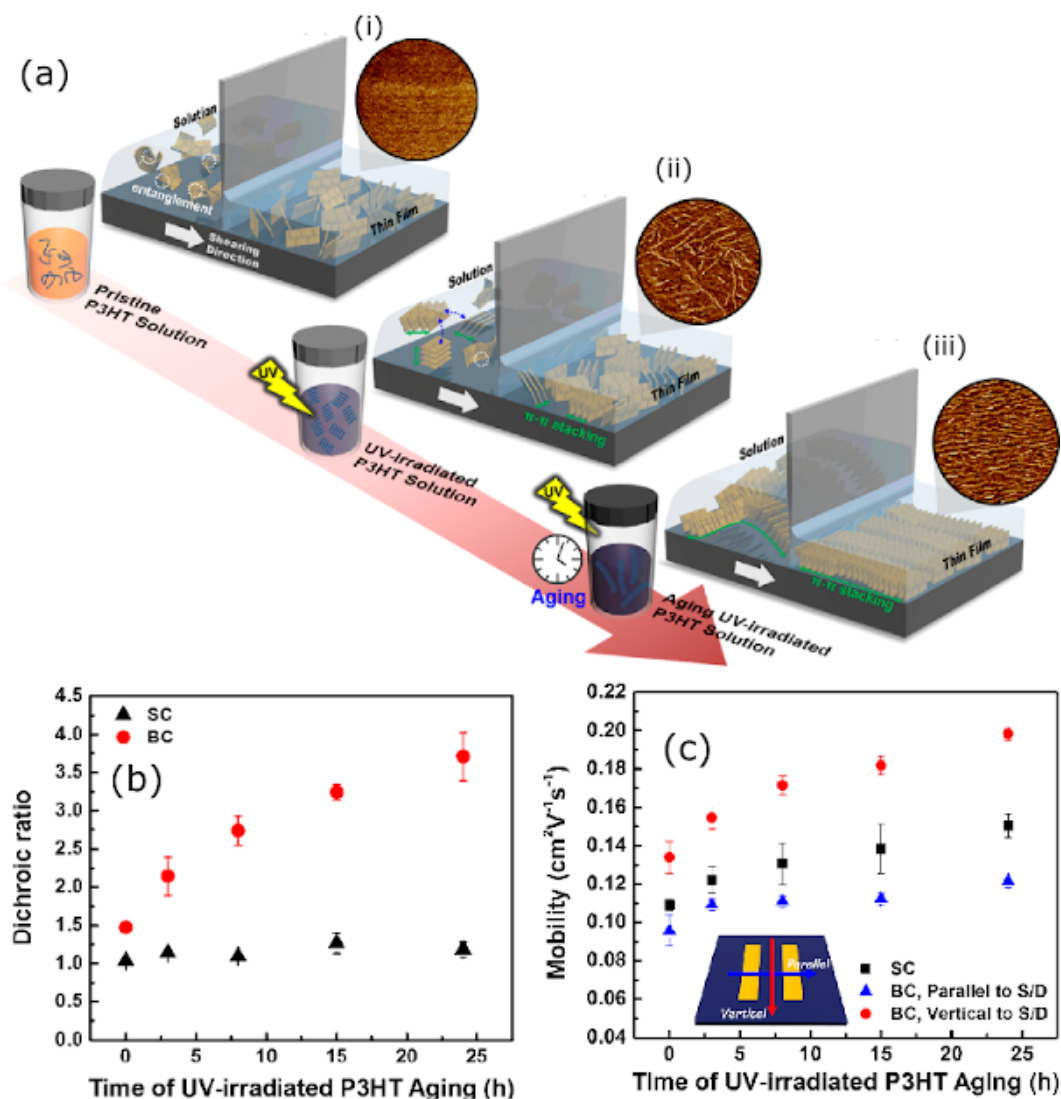 (a)
(i)
Solution
entanglement
Thin Film
Shearing
Direction
Pristine
P3HT Solution
(ii)
Solution
Thin Film
π-π stacking
UV
UV-irradiated
P3HT Solution
(iii)
Solution
Thin Film
π-π stacking
UV
Aging
Aging UV-irradiated
P3HT Solution
(b)
SC
BC
Dichroic ratio
4.5
4.0
3.5
3.0
2.5
2.0
1.5
1.0
0.5
0.0
0 5 10 15 20 25
Time of UV-irradiated P3HT Aging (h)
(c)
Mobility (cm²V⁻¹s⁻¹)
0.22
0.20
0.18
0.16
0.14
0.12
0.10
0.08
0.06
0.04
Parallel
Vertical
SC
BC, Parallel to S/D
BC, Vertical to S/D
0 5 10 15 20 25
Time of UV-irradiated P3HT Aging (h)